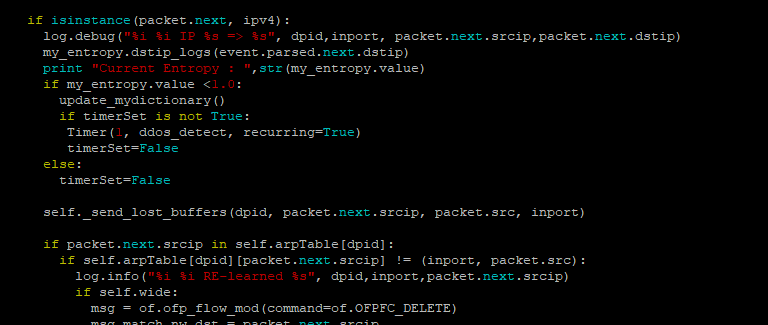 if isinstance(packet.next, ipv4):
log.debug("%i %i IP %s => %s", dpid,inport, packet.next.srcip,packet.next.dstip)
my_entropy.dstip_logs(event.parsed.next.dstip)
print "Current Entropy : ",str(my_entropy.value)
if my_entropy.value <1.0:
update_mydictionary()
if timerSet is not True:
Timer(1, ddos_detect, recurring=True)
timerSet=False
else:
timerSet=False
self._send_lost_buffers(dpid, packet.next.srcip, packet.src, inport)
if packet.next.srcip in self.arpTable[dpid]:
if self.arpTable[dpid][packet.next.srcip] != (inport, packet.src):
log.info("%i %i RE-learned %s", dpid,inport,packet.next.srcip)
if self.wide:
msg = of.ofp_flow_mod(command=of.OFPFC_DELETE)
msg.match.nw_dst = packet.next.srcip